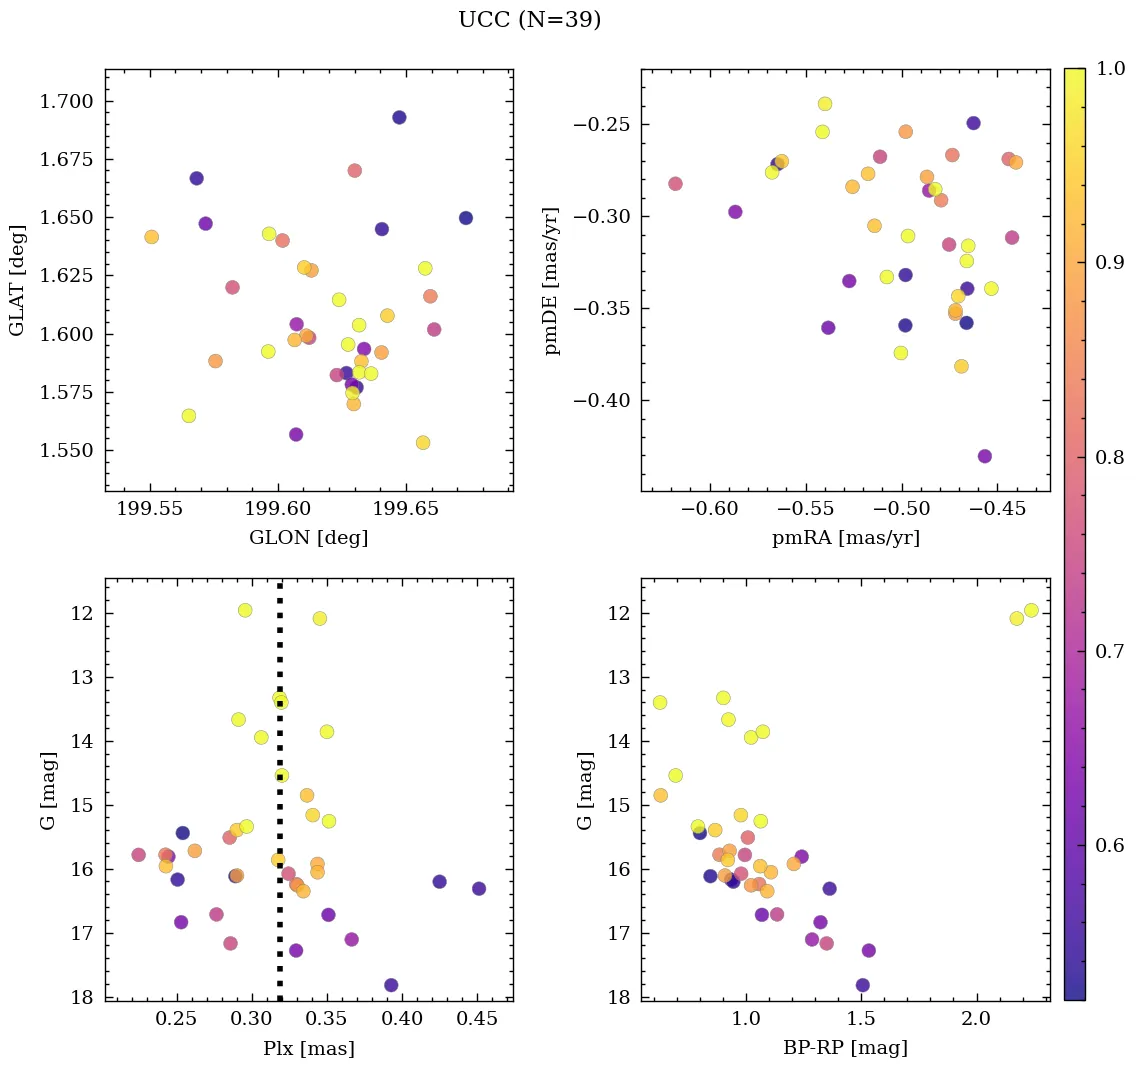 UCC (N=39)
1.700
1.675
1.650
1.625
1.600
1.575
1.550
GLAT [deg]
199.55 199.60 199.65
GLON [deg]
−0.25
−0.30
−0.35
−0.40
pmDE [mas/yr]
−0.60 −0.55 −0.50 −0.45
pmRA [mas/yr]
12
13
14
15
16
17
18
G [mag]
0.25 0.30 0.35 0.40 0.45
Plx [mas]
12
13
14
15
16
17
18
G [mag]
1.0 1.5 2.0
BP-RP [mag]
1.0
0.9
0.8
0.7
0.6